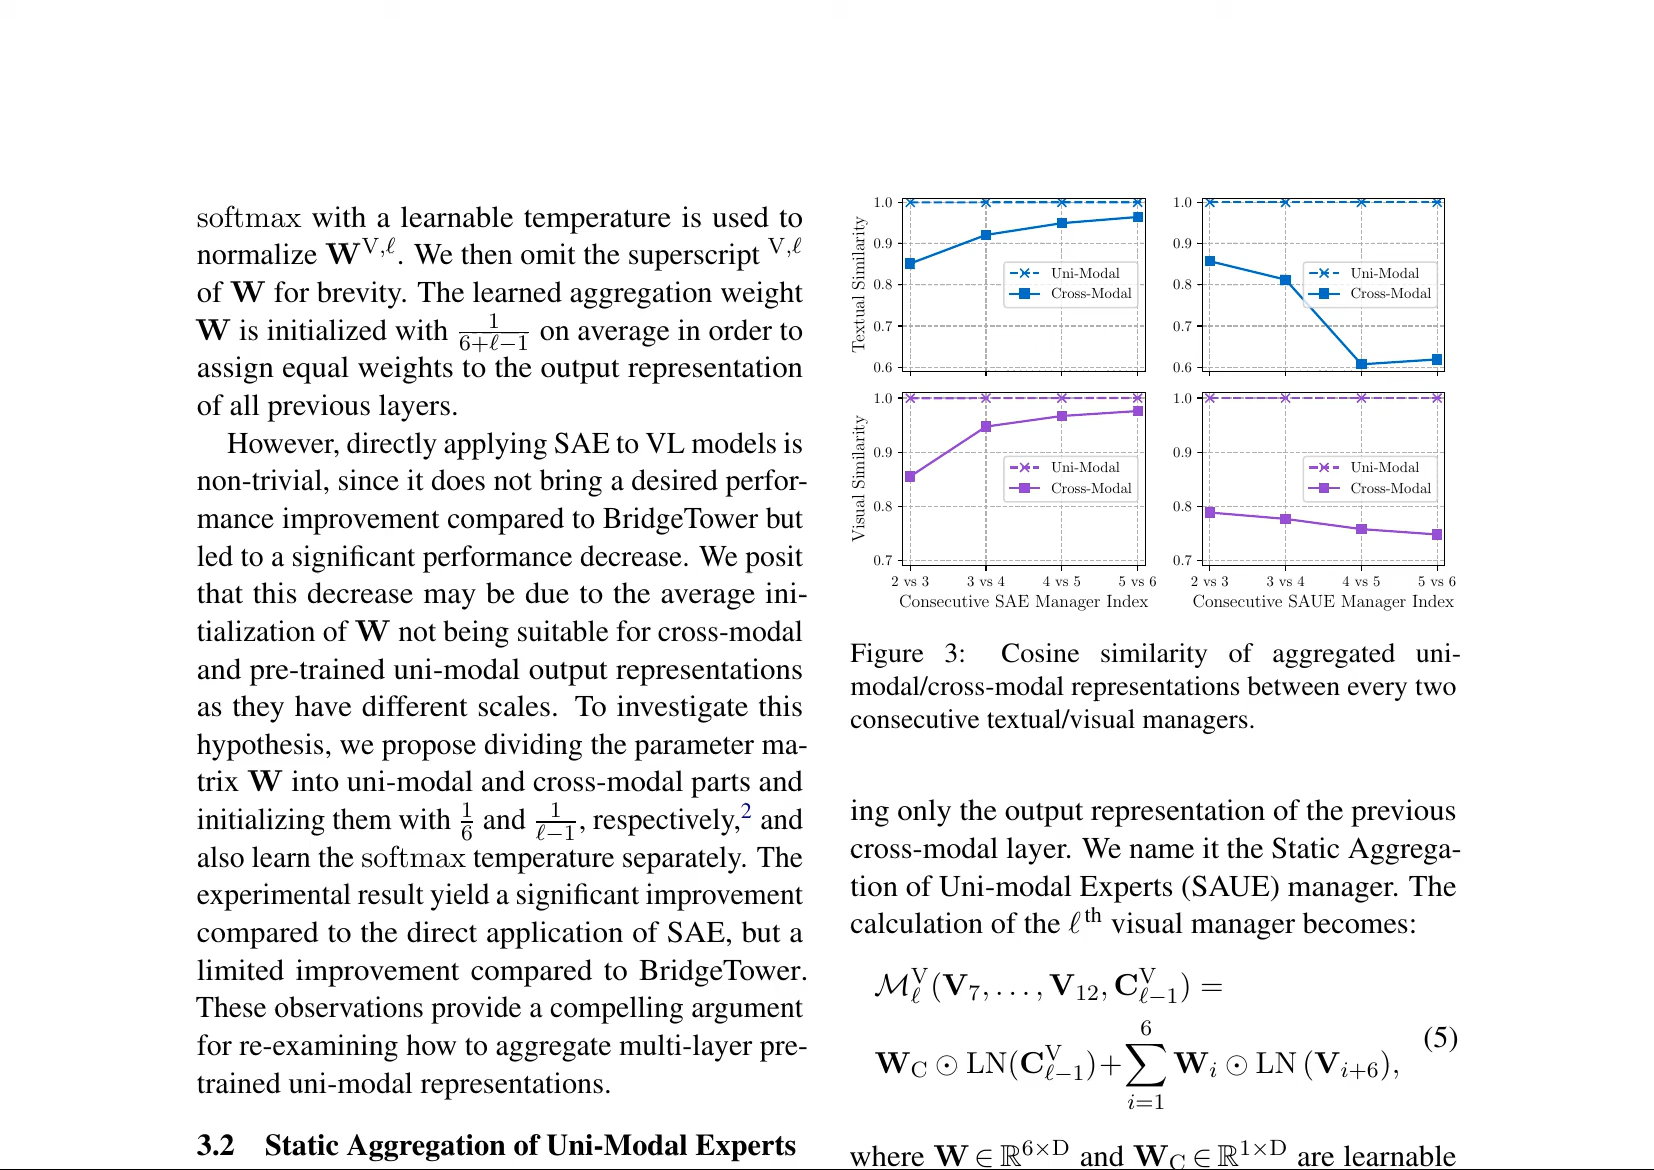 softmax with a learnable temperature is used to
normalize W^{V,ℓ}. We then omit the superscript ^{V,ℓ}
of W for brevity. The learned aggregation weight
W is initialized with \frac{1}{6+ℓ−1} on average in order to
assign equal weights to the output representation
of all previous layers.
However, directly applying SAE to VL models is
non-trivial, since it does not bring a desired perfor-
mance improvement compared to BridgeTower but
led to a significant performance decrease. We posit
that this decrease may be due to the average ini-
tialization of W not being suitable for cross-modal
and pre-trained uni-modal output representations
as they have different scales. To investigate this
hypothesis, we propose dividing the parameter ma-
trix W into uni-modal and cross-modal parts and
initializing them with \frac{1}{6} and \frac{1}{ℓ−1}, respectively,² and
also learn the softmax temperature separately. The
experimental result yield a significant improvement
compared to the direct application of SAE, but a
limited improvement compared to BridgeTower.
These observations provide a compelling argument
for re-examining how to aggregate multi-layer pre-
trained uni-modal representations.
3.2 Static Aggregation of Uni-Modal Experts
Textual Similarity
1.0
0.9
0.8
0.7
0.6
Uni-Modal
Cross-Modal
1.0
0.9
0.8
0.7
0.6
Uni-Modal
Cross-Modal
Visual Similarity
1.0
0.9
0.8
0.7
Uni-Modal
Cross-Modal
2 vs 3 3 vs 4 4 vs 5 5 vs 6
Consecutive SAE Manager Index
1.0
0.9
0.8
0.7
Uni-Modal
Cross-Modal
2 vs 3 3 vs 4 4 vs 5 5 vs 6
Consecutive SAUE Manager Index
Figure 3: Cosine similarity of aggregated uni-
modal/cross-modal representations between every two
consecutive textual/visual managers.
ing only the output representation of the previous
cross-modal layer. We name it the Static Aggrega-
tion of Uni-modal Experts (SAUE) manager. The
calculation of the ℓ^{th} visual manager becomes:
M_ℓ^V(V_7, . . . , V_{12}, C_{ℓ−1}^V) =
W_C ⊙ LN(C_{ℓ−1}^V) + \sum_{i=1}^{6} W_i ⊙ LN(V_{i+6}), (5)
where W ∈ ℝ^{6×D} and W_C ∈ ℝ^{1×D} are learnable